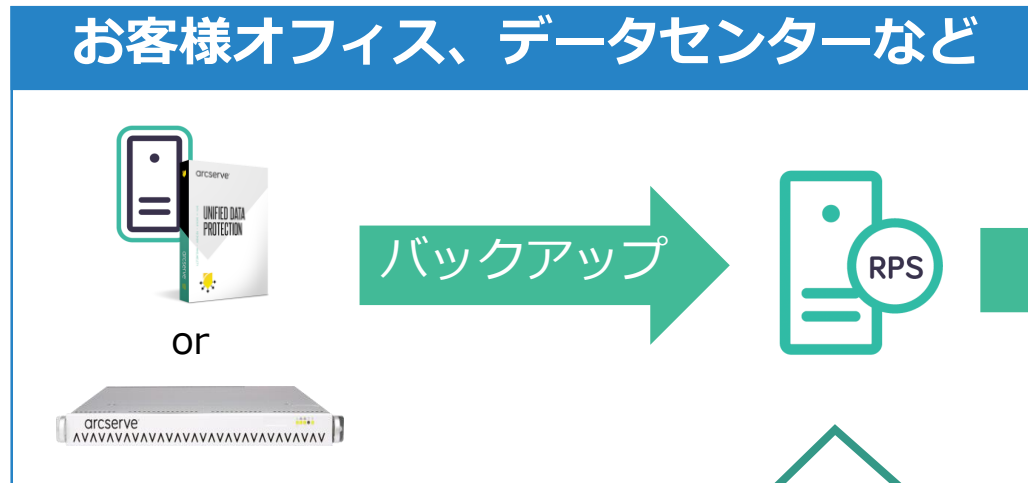 お客様オフィス、データセンターなど
arcserve
UNIFIED DATA
PROTECTION
バックアップ
RPS
or
arcserve